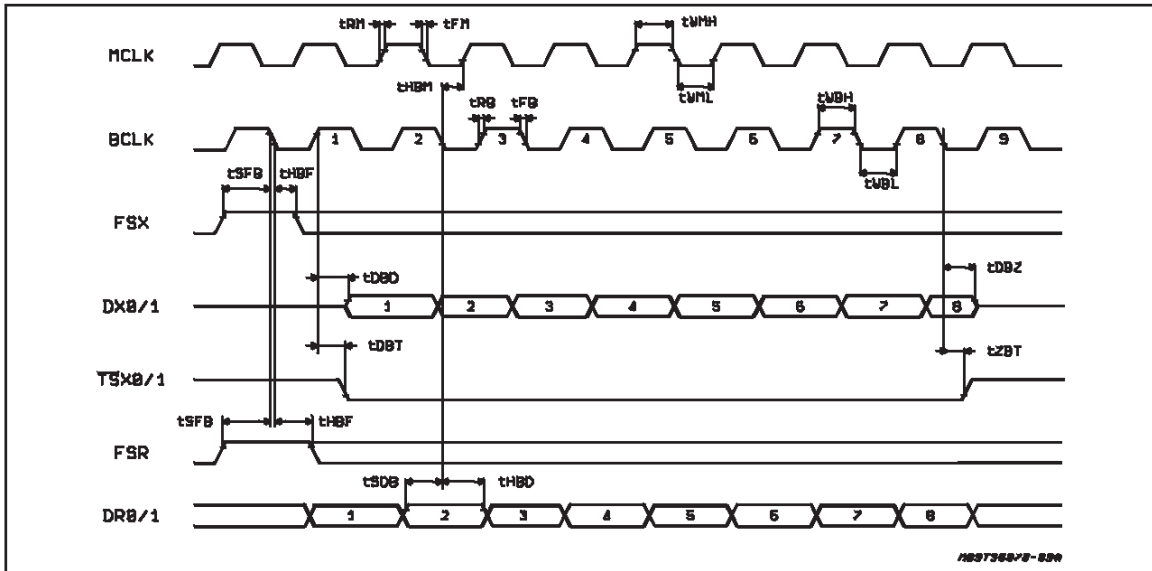 tRM tFM tWMH
MCLK
tHBM tWML
tRB tFB tWBH
BCLK 1 2 3 4 5 6 7 8 9
tSFB tHBF tWBL
FSX
tDBD tDBZ
DX0/1 1 2 3 4 5 6 7 8
tDBT tZBT
TSX0/1
tSFB tHBF
FSR
tSDB tHBD
DR0/1 1 2 3 4 5 6 7 8